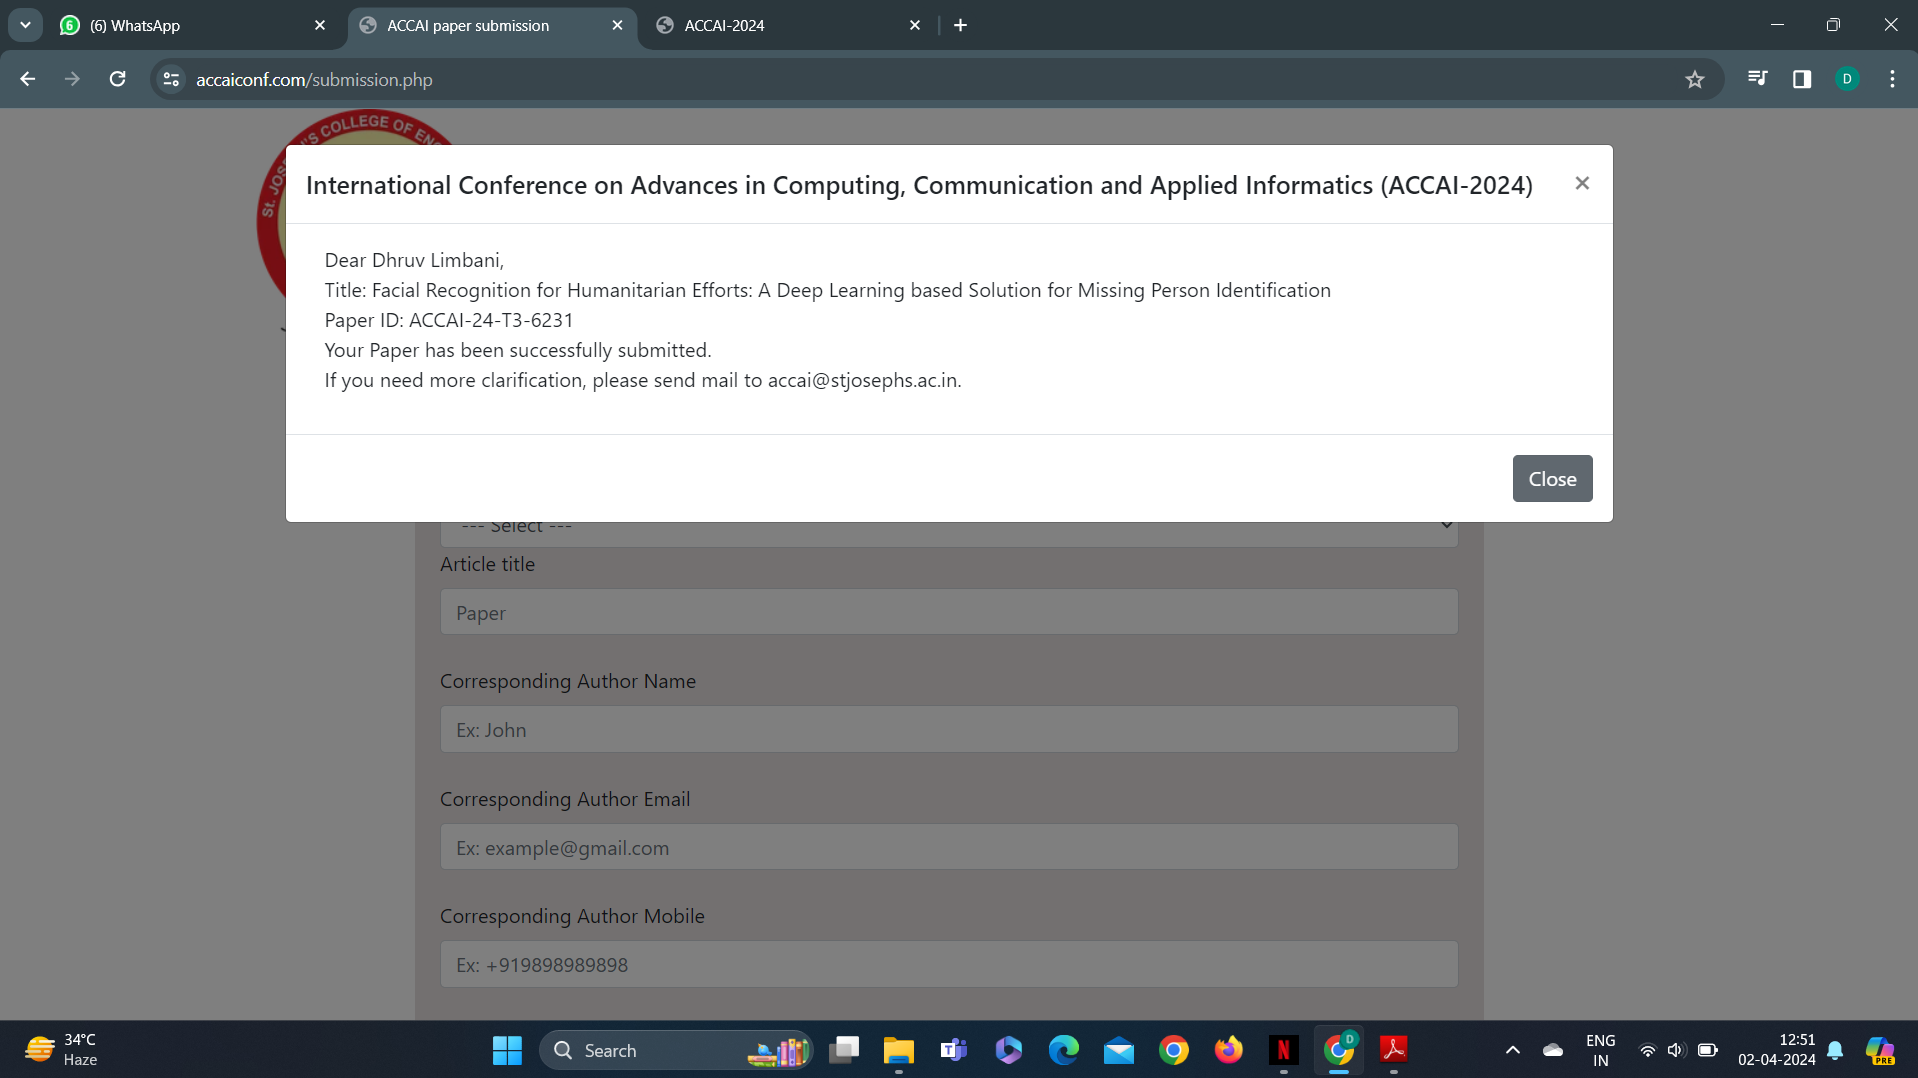 (6) WhatsApp
ACCAI paper submission
ACCAI-2024
accaiconf.com/submission.php
D
St. JOSEPH'S COLLEGE OF ENG
International Conference on Advances in Computing, Communication and Applied Informatics (ACCAI-2024)
Dear Dhruv Limbani,
Title: Facial Recognition for Humanitarian Efforts: A Deep Learning based Solution for Missing Person Identification
Paper ID: ACCAI-24-T3-6231
Your Paper has been successfully submitted.
If you need more clarification, please send mail to accai@stjosephs.ac.in.
Close
--- Select ---
Article title
Paper
Corresponding Author Name
Ex: John
Corresponding Author Email
Ex: example@gmail.com
Corresponding Author Mobile
Ex: +919898989898
34°C
Haze
Search
ENG
IN
12:51
02-04-2024
PRE